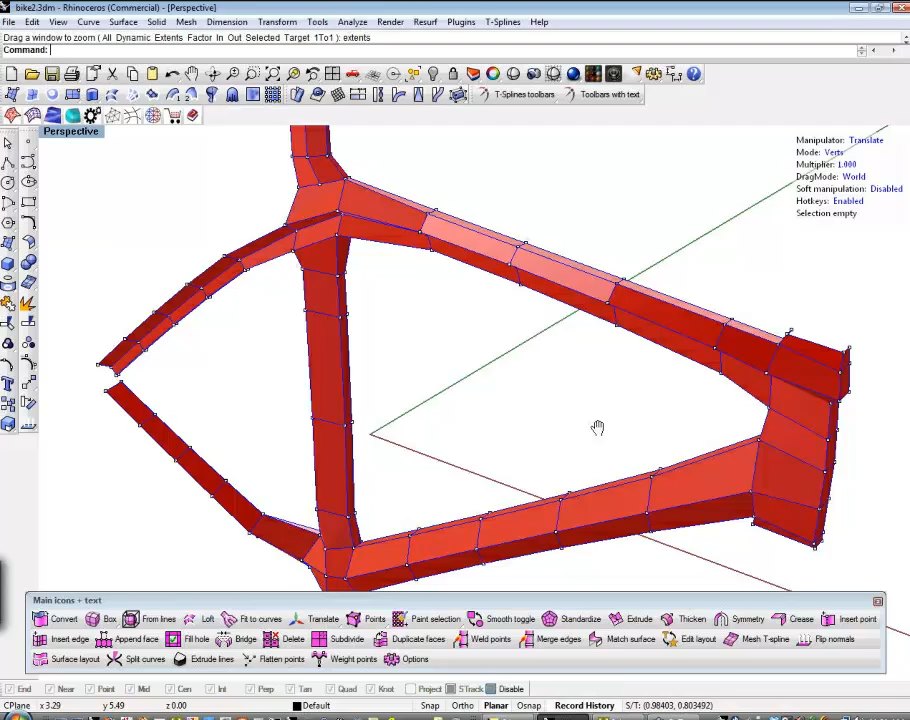 bike2.3dm - Rhinoceros (Commercial) - [Perspective]
File Edit View Curve Surface Solid Mesh Dimension Transform Tools Analyze Render Resurf Plugins T-Splines Help
Drag a window to zoom ( All Dynamic Extents Factor In Out Selected Target 1To1 ): extents
Command:
T-Splines toolbars Toolbars with text
Perspective
Manipulator: Translate
Mode: Verts
Multiplier: 1.000
DragMode: World
Soft manipulation: Disabled
Hotkeys: Enabled
Selection empty
Main icons + text
Convert Box From lines Loft Fit to curves Translate Points Paint selection Smooth toggle Standardize Extrude Thicken Symmetry Crease Insert point
Insert edge Append face Fill hole Bridge Delete Subdivide Duplicate faces Weld points Merge edges Match surface Edit layout Mesh T-spline Flip normals
Surface layout Split curves Extrude lines Flatten points Weight points Options
End Near Point Mid Cen Int Perp Tan Quad Knot Project STrack Disable
CPlane x 3.29 y 5.49 z 0.00 Default Snap Ortho Planar Osnap Record History S/T: (0.98403, 0.803492)